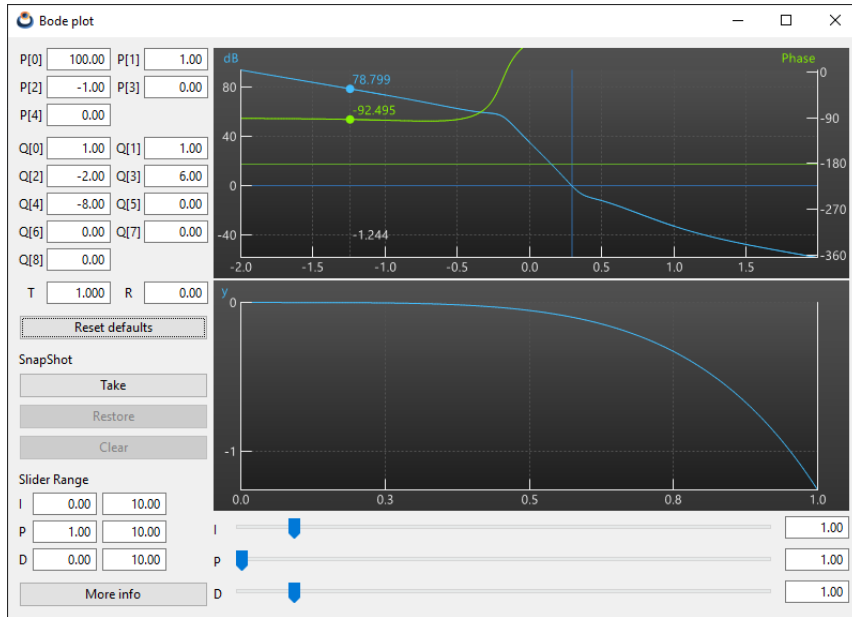 Bode plot
P[0] 100.00 P[1] 1.00
P[2] -1.00 P[3] 0.00
P[4] 0.00
Q[0] 1.00 Q[1] 1.00
Q[2] -2.00 Q[3] 6.00
Q[4] -8.00 Q[5] 0.00
Q[6] 0.00 Q[7] 0.00
Q[8] 0.00
T 1.000 R 0.00
Reset defaults
SnapShot
Take
Restore
Clear
Slider Range
I 0.00 10.00
P 1.00 10.00
D 0.00 10.00
More info
dB
Phase
80
40
0
-40
78.799
-92.495
-1.244
0
-90
-180
-270
-360
-2.0 -1.5 -1.0 -0.5 0.0 0.5 1.0 1.5
y
0
-1
0.0 0.3 0.5 0.8 1.0
I 1.00
P 1.00
D 1.00